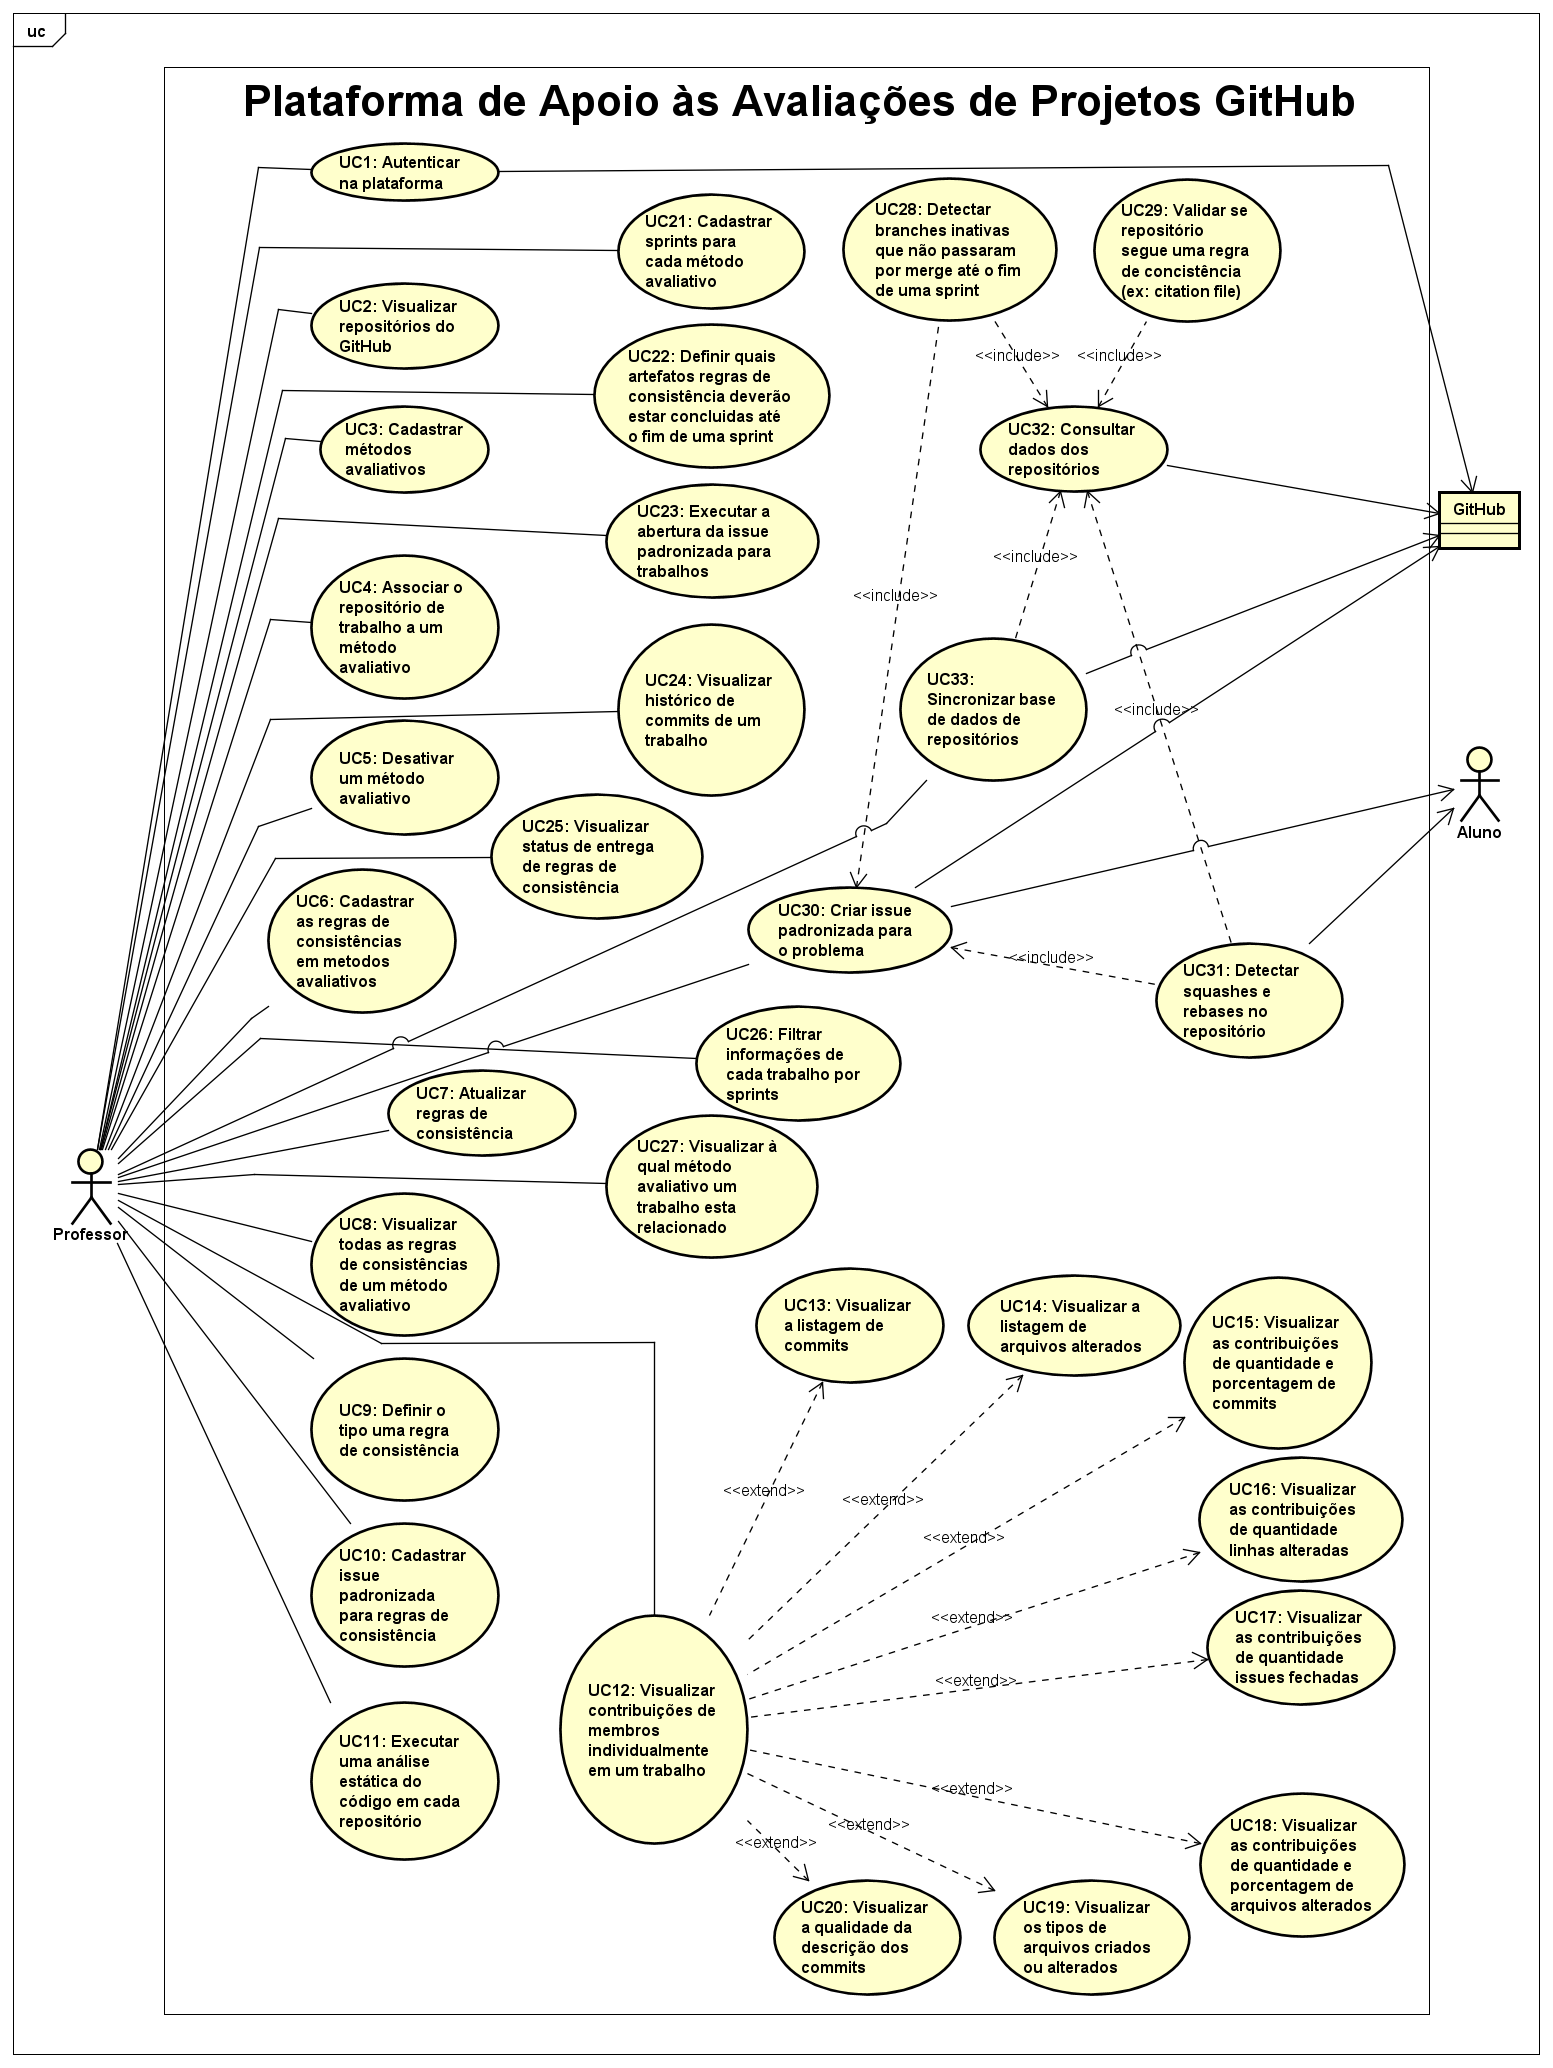 uc
Plataforma de Apoio às Avaliações de Projetos GitHub
UC1: Autenticar
na plataforma
UC21: Cadastrar
sprints para
cada método
avaliativo
UC28: Detectar
branches inativas
que não passaram
por merge até o fim
de uma sprint
UC29: Validar se
repositório
segue uma regra
de concistência
(ex: citation file)
UC2: Visualizar
repositórios do
GitHub
UC22: Definir quais
artefatos regras de
consistência deverão
estar concluidas até
o fim de uma sprint
<<include>>
<<include>>
UC3: Cadastrar
métodos
avaliativos
UC32: Consultar
dados dos
repositórios
UC23: Executar a
abertura da issue
padronizada para
trabalhos
GitHub
<<include>>
<<include>>
UC4: Associar o
repositório de
trabalho a um
método
avaliativo
UC24: Visualizar
histórico de
commits de um
trabalho
UC33:
Sincronizar base
de dados de
repositórios
<<include>>
UC5: Desativar
um método
avaliativo
Aluno
UC25: Visualizar
status de entrega
de regras de
consistência
UC6: Cadastrar
as regras de
consistências
em metodos
avaliativos
UC30: Criar issue
padronizada para
o problema
<<include>>
UC31: Detectar
squashes e
rebases no
repositório
UC26: Filtrar
informações de
cada trabalho por
sprints
UC7: Atualizar
regras de
consistência
UC27: Visualizar à
qual método
avaliativo um
trabalho esta
relacionado
Professor
UC8: Visualizar
todas as regras
de consistências
de um método
avaliativo
UC13: Visualizar
a listagem de
commits
UC14: Visualizar a
listagem de
arquivos alterados
UC15: Visualizar
as contribuições
de quantidade e
porcentagem de
commits
UC9: Definir o
tipo uma regra
de consistência
<<extend>>
<<extend>>
<<extend>>
UC16: Visualizar
as contribuições
de quantidade
linhas alteradas
UC10: Cadastrar
issue
padronizada
para regras de
consistência
<<extend>>
UC17: Visualizar
as contribuições
de quantidade
issues fechadas
<<extend>>
UC12: Visualizar
contribuições de
membros
individualmente
em um trabalho
UC11: Executar
uma análise
estática do
código em cada
repositório
<<extend>>
<<extend>>
<<extend>>
UC18: Visualizar
as contribuições
de quantidade e
porcentagem de
arquivos alterados
UC20: Visualizar
a qualidade da
descrição dos
commits
UC19: Visualizar
os tipos de
arquivos criados
ou alterados